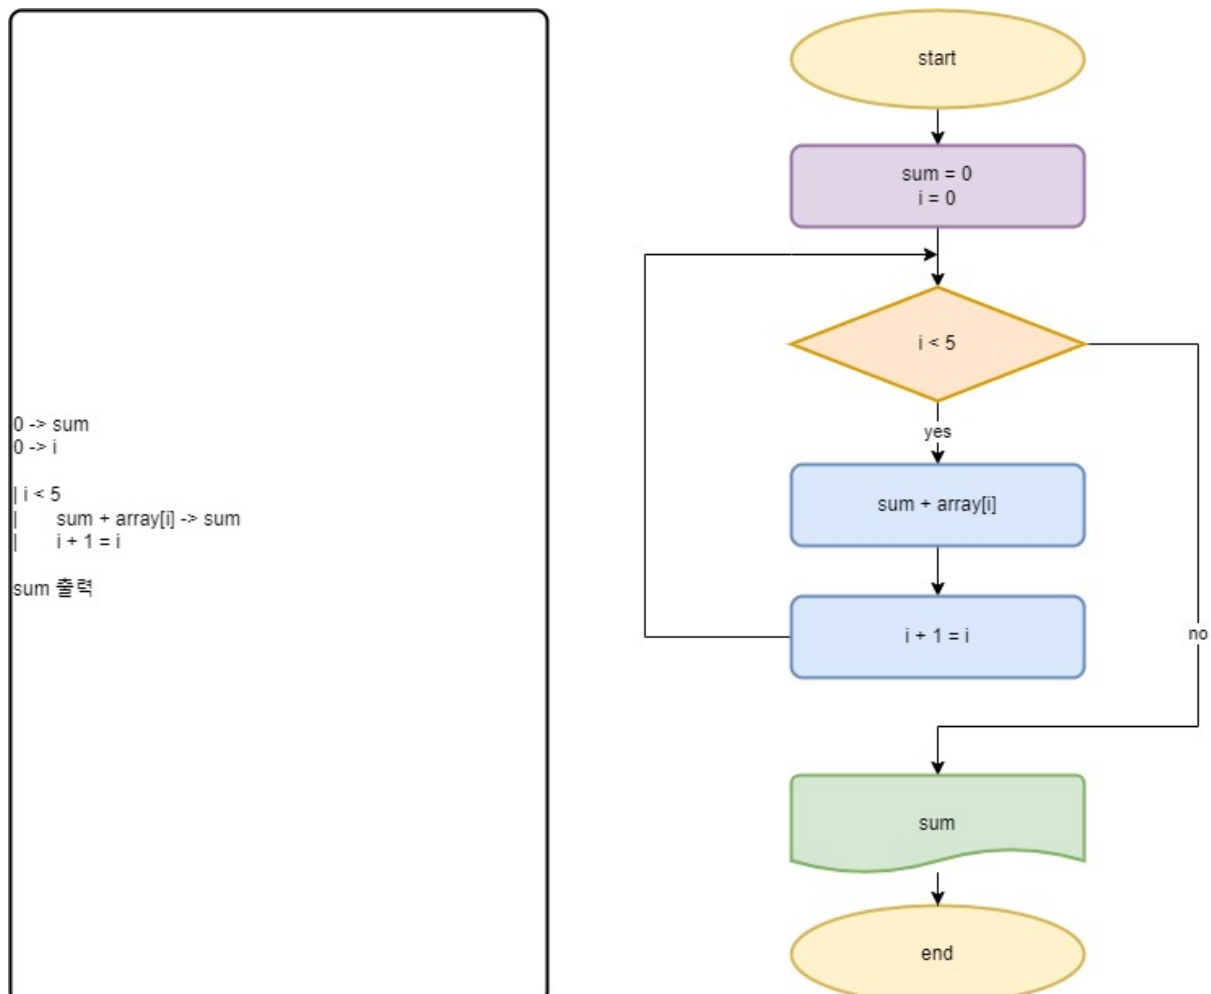 0 -> sum
0 -> i
| i < 5
| sum + array[i] -> sum
| i + 1 = i
sum 출력
start
sum = 0
i = 0
i < 5
yes
sum + array[i]
i + 1 = i
no
sum
end